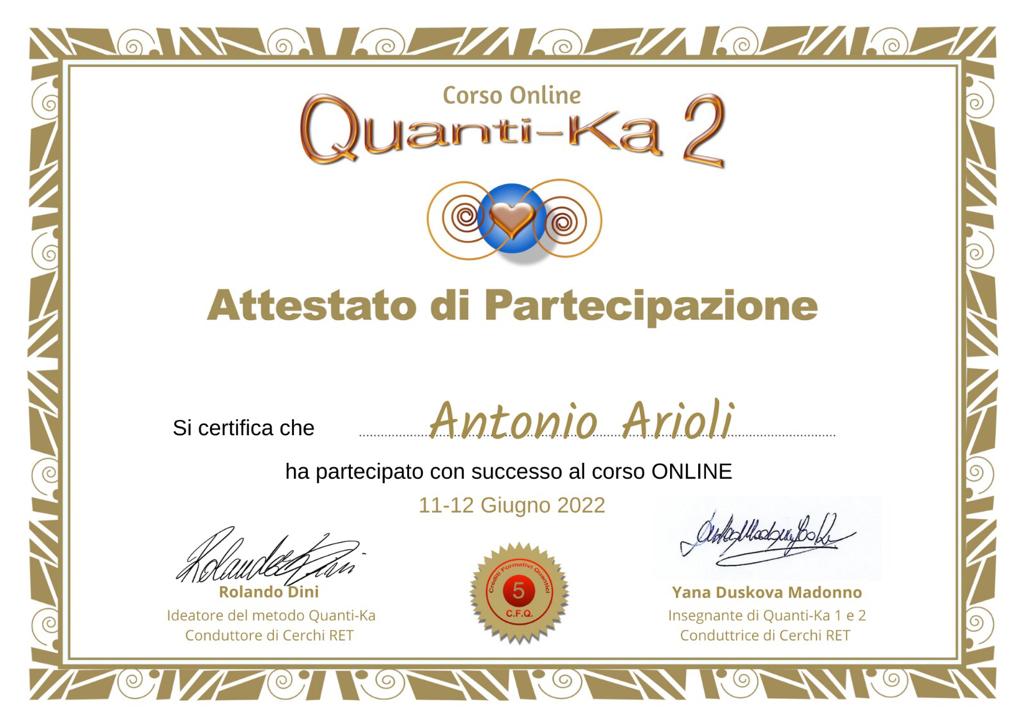 Corso Online
Quanti-Ka 2
Attestato di Partecipazione
Si certifica che Antonio Arioli
ha partecipato con successo al corso ONLINE
11-12 Giugno 2022
Rolando Dini
Ideatore del metodo Quanti-Ka
Conduttore di Cerchi RET
Crediti Formativi Quantici
5
C.F.Q.
Yana Duskova Madonno
Insegnante di Quanti-Ka 1 e 2
Conduttrice di Cerchi RET